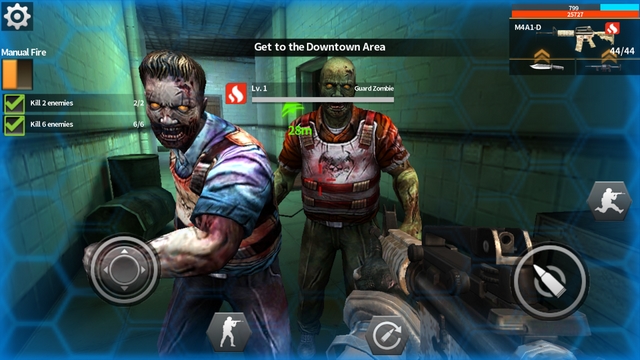 799
25727
M4A1-D
44/44
Get to the Downtown Area
Manual Fire
Lv. 1
Guard Zombie
Kill 2 enemies
2/2
Kill 6 enemies
6/6
28m